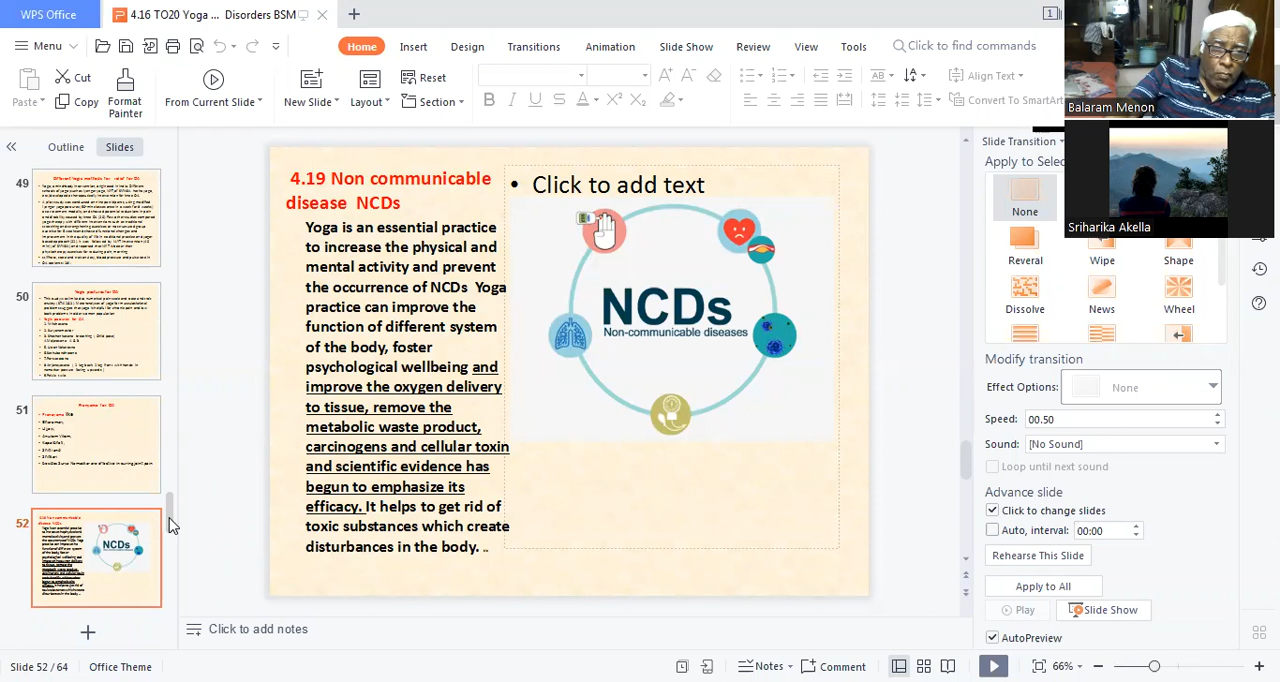 WPS Office
4.16 TO20 Yoga ... Disorders BSM
1
Menu
Home
Insert
Design
Transitions
Animation
Slide Show
Review
View
Tools
Click to find commands
Paste
Cut
Copy
Format Painter
From Current Slide
New Slide
Layout
Reset
Section
Align Text
Convert To SmartArt
Balaram Menon
Sriharika Akella
Outline
Slides
49
50
51
52
4.19 Non communicable
disease NCDs
Yoga is an essential practice
to increase the physical and
mental activity and prevent
the occurrence of NCDs Yoga
practice can improve the
function of different system
of the body, foster
psychological wellbeing and
improve the oxygen delivery
to tissue, remove the
metabolic waste product,
carcinogens and cellular toxin
and scientific evidence has
begun to emphasize its
efficacy. It helps to get rid of
toxic substances which create
disturbances in the body. ..
• Click to add text
NCDs
Non-communicable diseases
Slide Transition
Apply to Selec
None
Reveral
Wipe
Shape
Dissolve
News
Wheel
Modify transition
Effect Options:
None
Speed:
00.50
Sound:
[No Sound]
Loop until next sound
Advance slide
Click to change slides
Auto, interval:
00:00
Rehearse This Slide
Apply to All
Play
Slide Show
AutoPreview
Click to add notes
Slide 52 / 64
Office Theme
Notes
Comment
66%